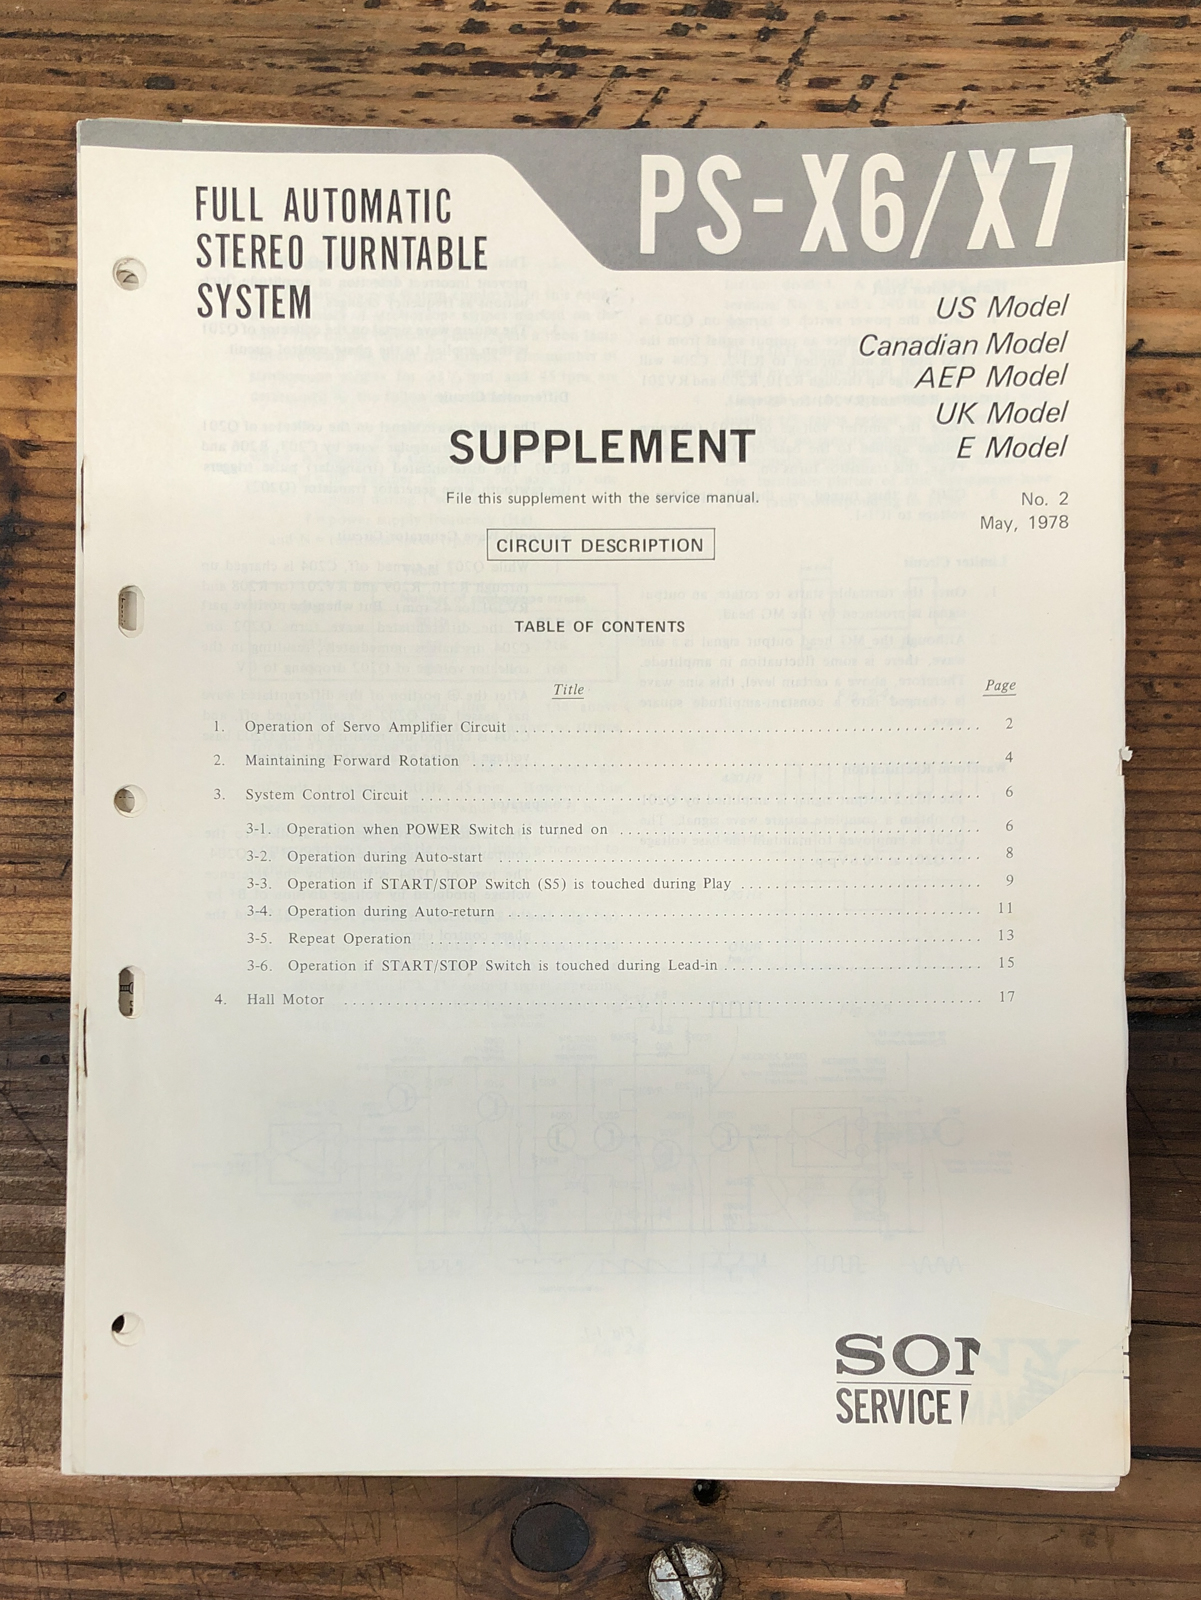 PS-X6/X7
FULL AUTOMATIC
STEREO TURNTABLE
SYSTEM
US Model
Canadian Model
AEP Model
UK Model
E Model
SUPPLEMENT
File this supplement with the service manual.
No. 2
May, 1978
CIRCUIT DESCRIPTION
TABLE OF CONTENTS
Title Page
1. Operation of Servo Amplifier Circuit 2
2. Maintaining Forward Rotation 4
3. System Control Circuit 6
3-1. Operation when POWER Switch is turned on 6
3-2. Operation during Auto-start 8
3-3. Operation if START/STOP Switch (S5) is touched during Play 9
3-4. Operation during Auto-return 11
3-5. Repeat Operation 13
3-6. Operation if START/STOP Switch is touched during Lead-in 15
4. Hall Motor 17
SONY
SERVICE MAN